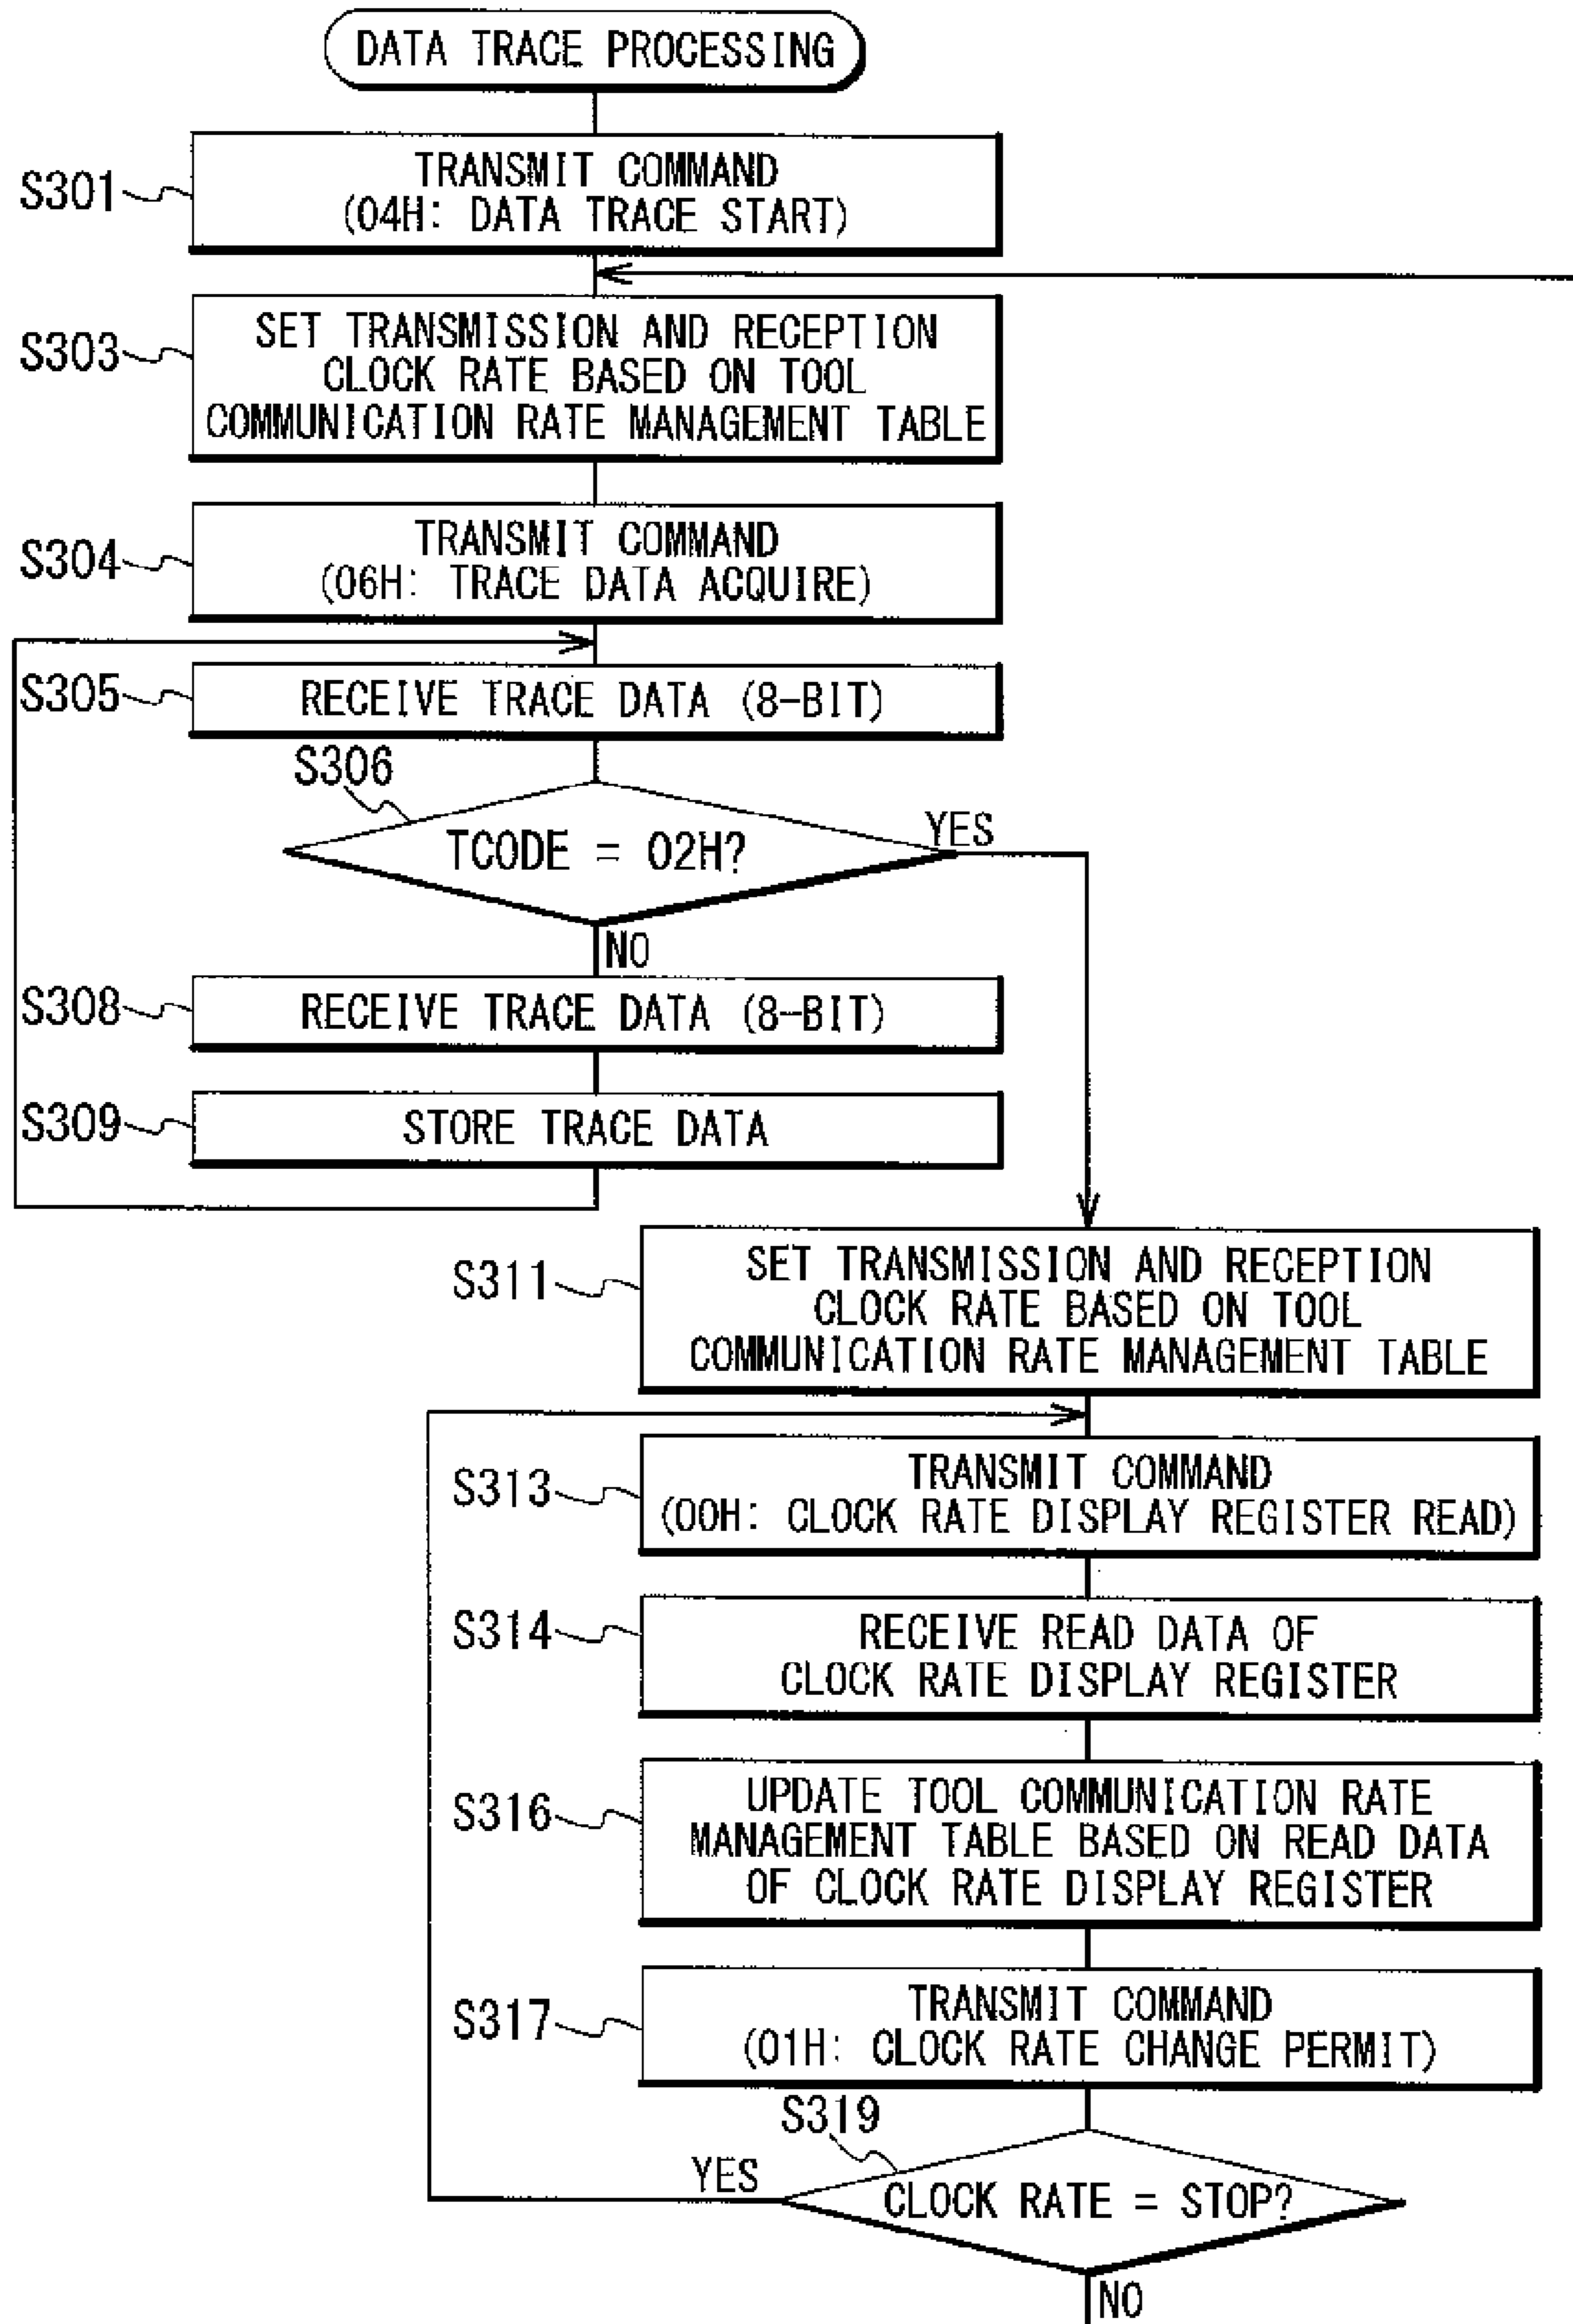 DATA TRACE PROCESSING
S301
TRANSMIT COMMAND
(04H: DATA TRACE START)
S303
SET TRANSMISSION AND RECEPTION
CLOCK RATE BASED ON TOOL
COMMUNICATION RATE MANAGEMENT TABLE
S304
TRANSMIT COMMAND
(06H: TRACE DATA ACQUIRE)
S305
RECEIVE TRACE DATA (8-BIT)
S306
TCODE = 02H?
YES
NO
S308
RECEIVE TRACE DATA (8-BIT)
S309
STORE TRACE DATA
S311
SET TRANSMISSION AND RECEPTION
CLOCK RATE BASED ON TOOL
COMMUNICATION RATE MANAGEMENT TABLE
S313
TRANSMIT COMMAND
(00H: CLOCK RATE DISPLAY REGISTER READ)
S314
RECEIVE READ DATA OF
CLOCK RATE DISPLAY REGISTER
S316
UPDATE TOOL COMMUNICATION RATE
MANAGEMENT TABLE BASED ON READ DATA
OF CLOCK RATE DISPLAY REGISTER
S317
TRANSMIT COMMAND
(01H: CLOCK RATE CHANGE PERMIT)
S319
YES
CLOCK RATE = STOP?
NO